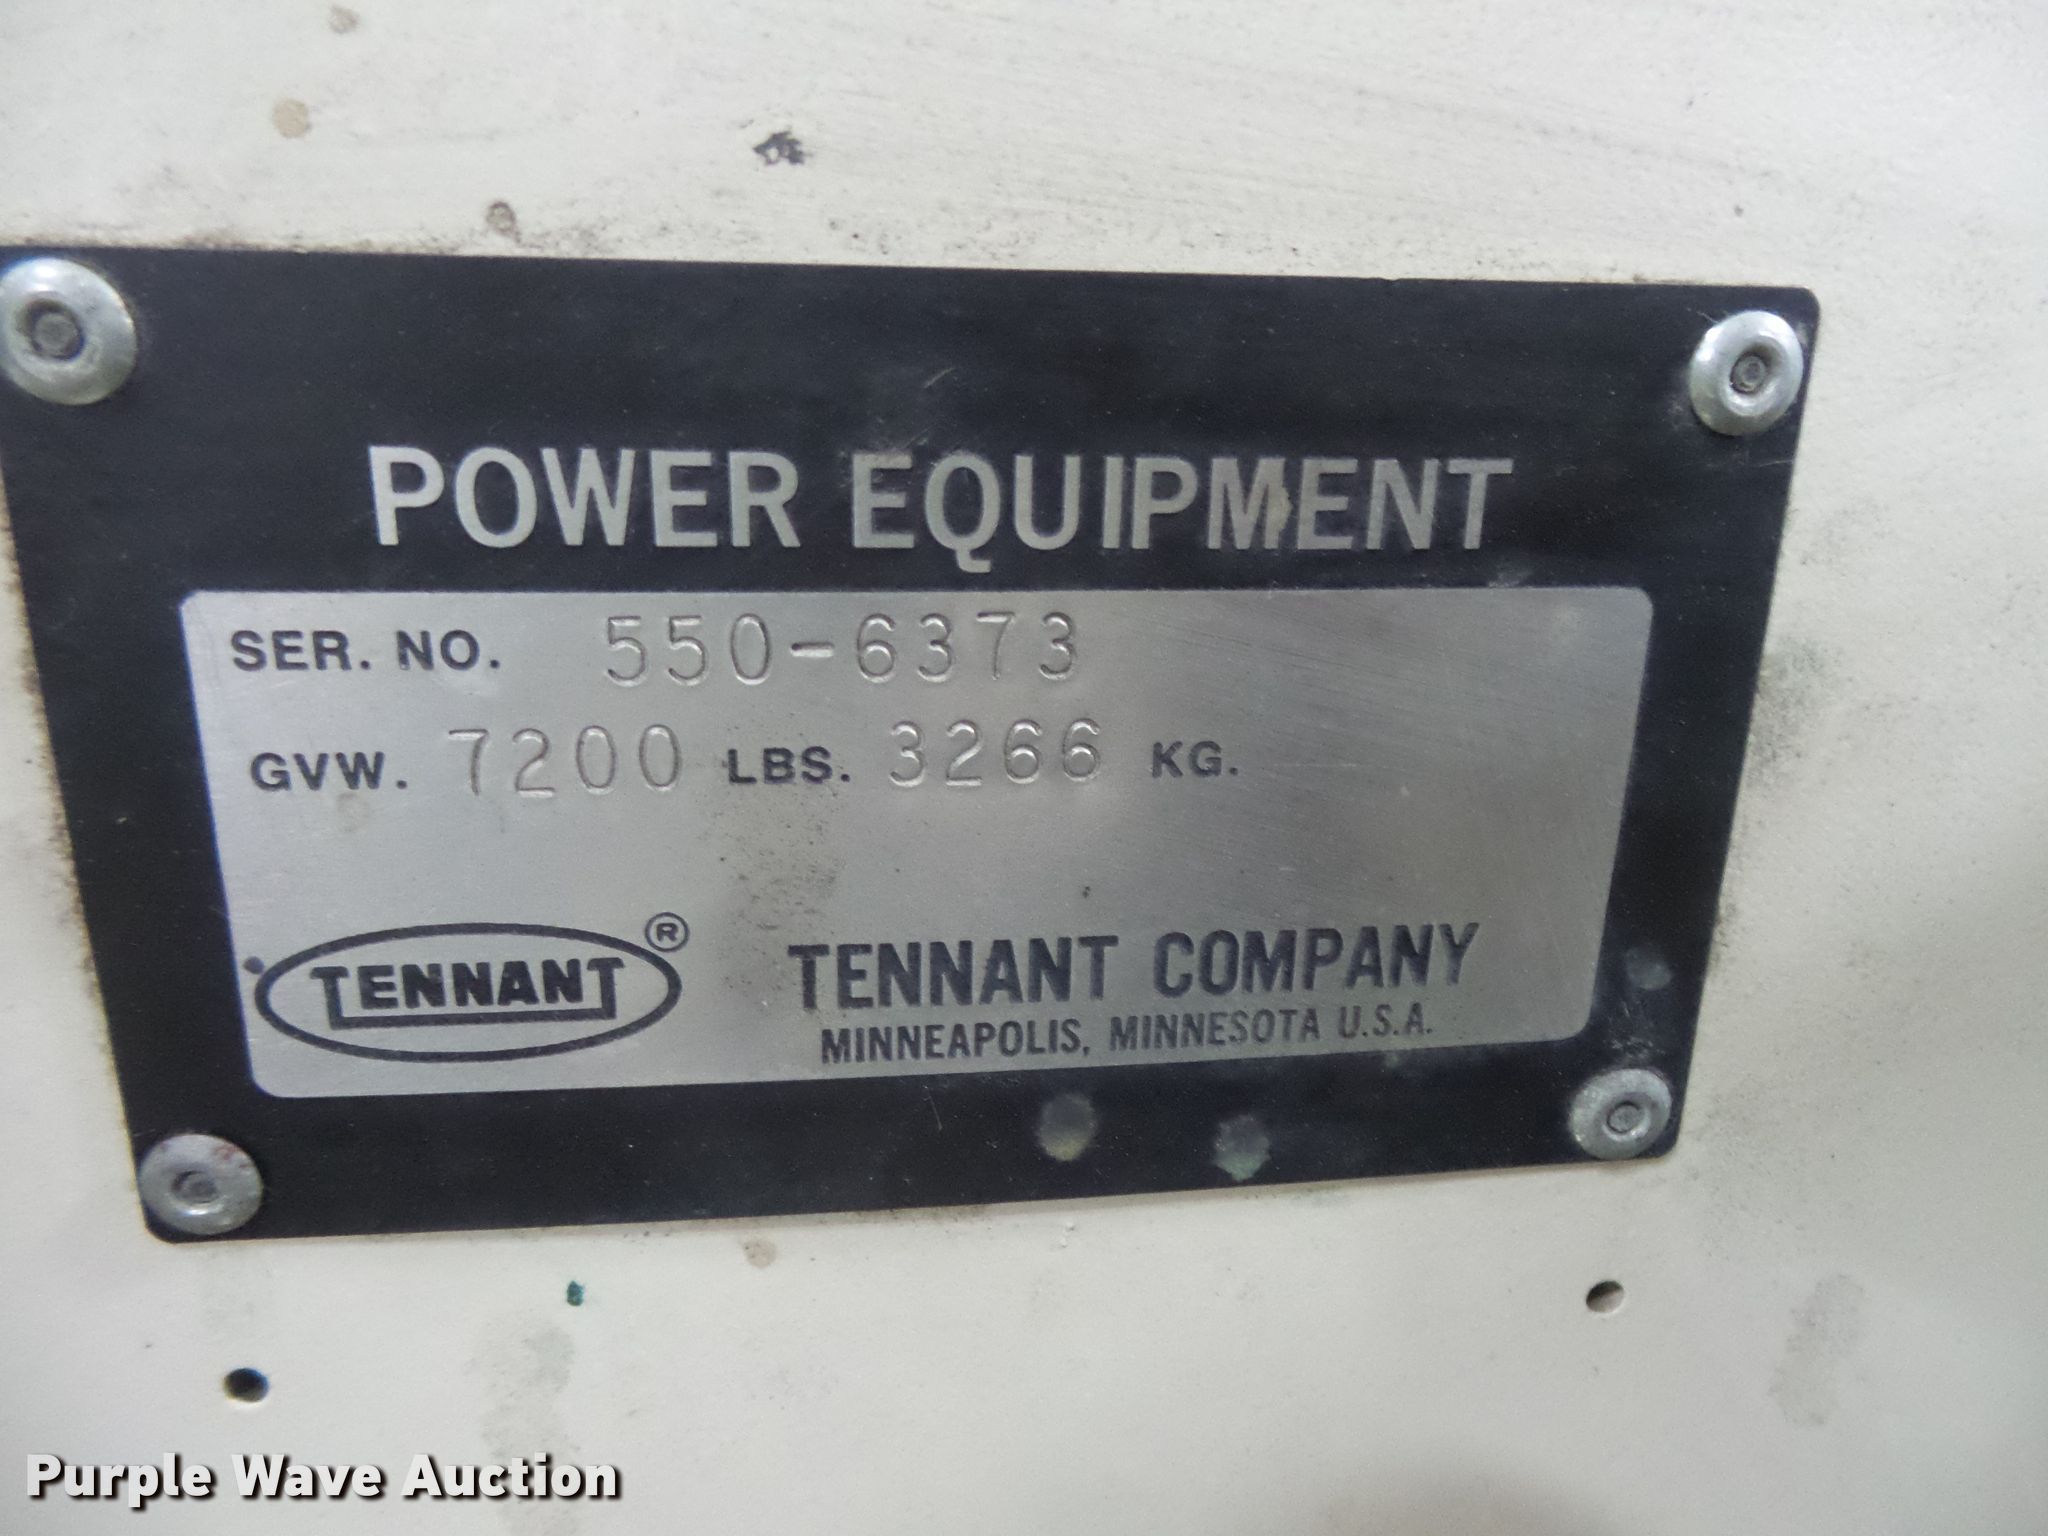 POWER EQUIPMENT
SER. NO. 550-6373
GVW. 7200 LBS. 3266 KG.
TENNANT ®
TENNANT COMPANY
MINNEAPOLIS, MINNESOTA U.S.A.
Purple Wave Auction